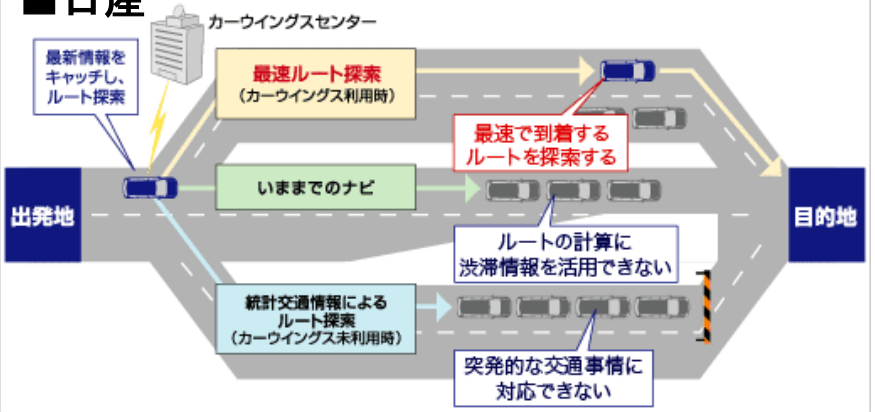 ■日産
カーウイングスセンター
最新情報を
キャッチし、
ルート探索
最速ルート探索
（カーウイングス利用時）
最速で到着する
ルートを探索する
出発地
いままでのナビ
目的地
ルートの計算に
渋滞情報を活用できない
統計交通情報による
ルート探索
（カーウイングス未利用時）
突発的な交通事情に
対応できない